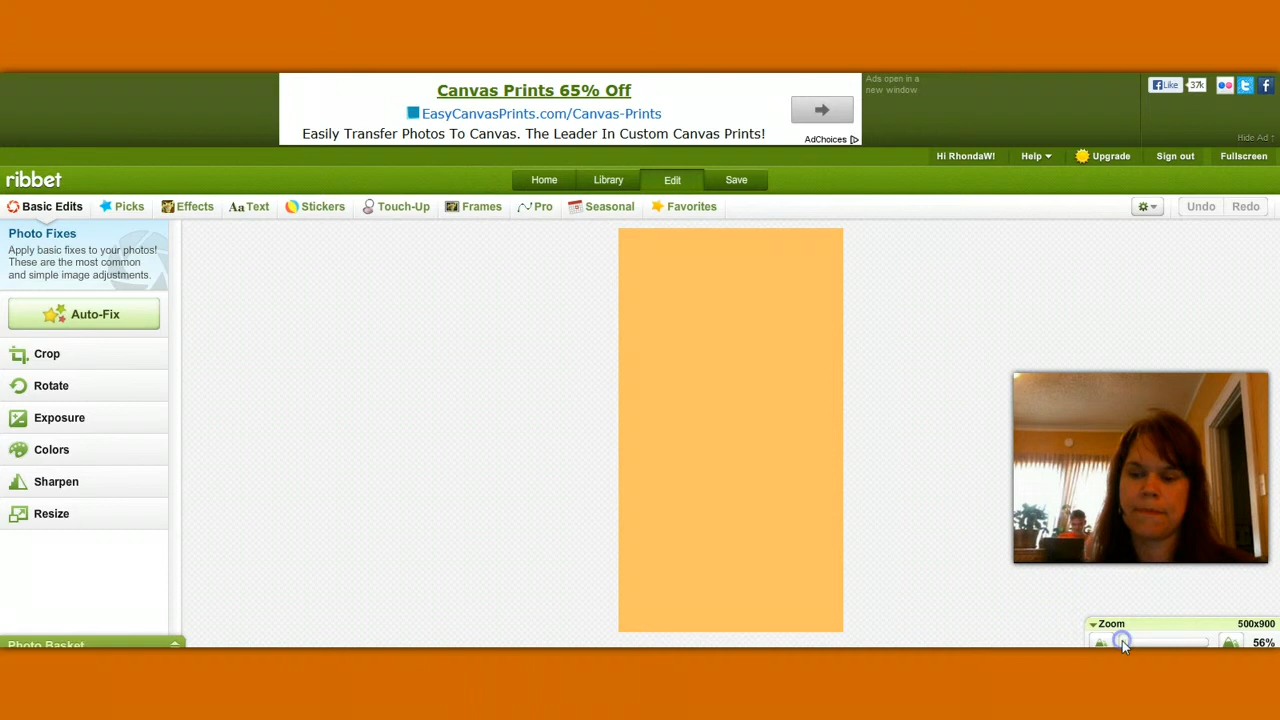 Canvas Prints 65% Off
EasyCanvasPrints.com/Canvas-Prints
Easily Transfer Photos To Canvas. The Leader In Custom Canvas Prints!
AdChoices
Ads open in a
new window
Like 37k
Hide Ad
Hi RhondaW! Help Upgrade Sign out Fullscreen
ribbet
Home Library Edit Save
Basic Edits Picks Effects Aa Text Stickers Touch-Up Frames Pro Seasonal Favorites Undo Redo
Photo Fixes
Apply basic fixes to your photos!
These are the most common
and simple image adjustments.
Auto-Fix
Crop
Rotate
Exposure
Colors
Sharpen
Resize
Zoom 500x900
56%
Photo Basket